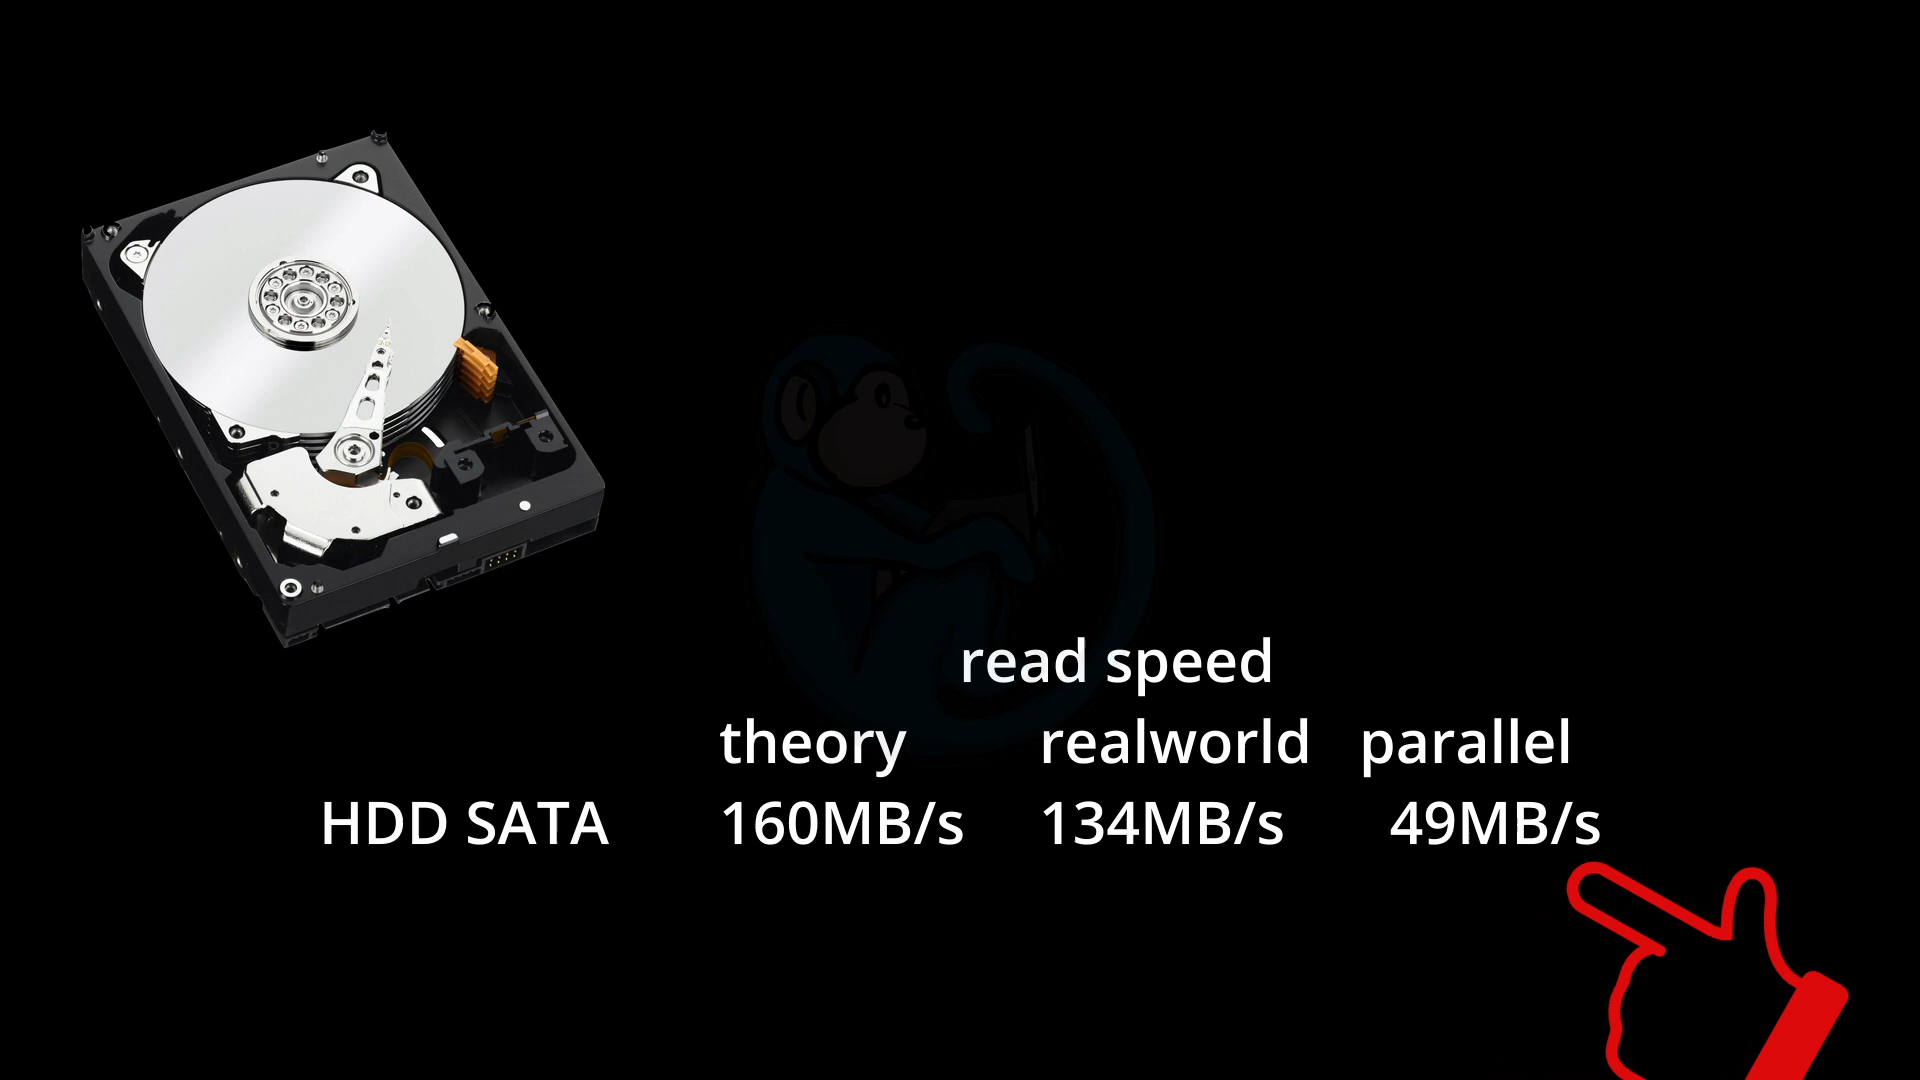 read speed
theory realworld parallel
HDD SATA 160MB/s 134MB/s 49MB/s